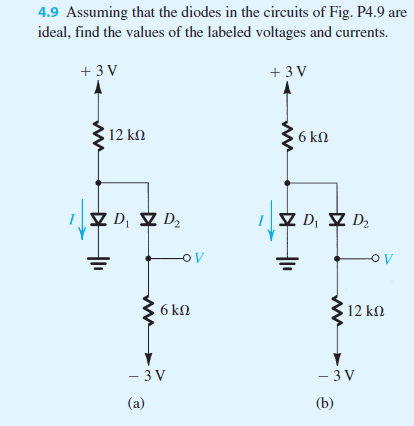 4.9 Assuming that the diodes in the circuits of Fig. P4.9 are
ideal, find the values of the labeled voltages and currents.
+ 3 V
+ 3 V
12 kΩ
6 kΩ
I
D1
D2
I
D1
D2
V
V
6 kΩ
12 kΩ
– 3 V
– 3 V
(a)
(b)